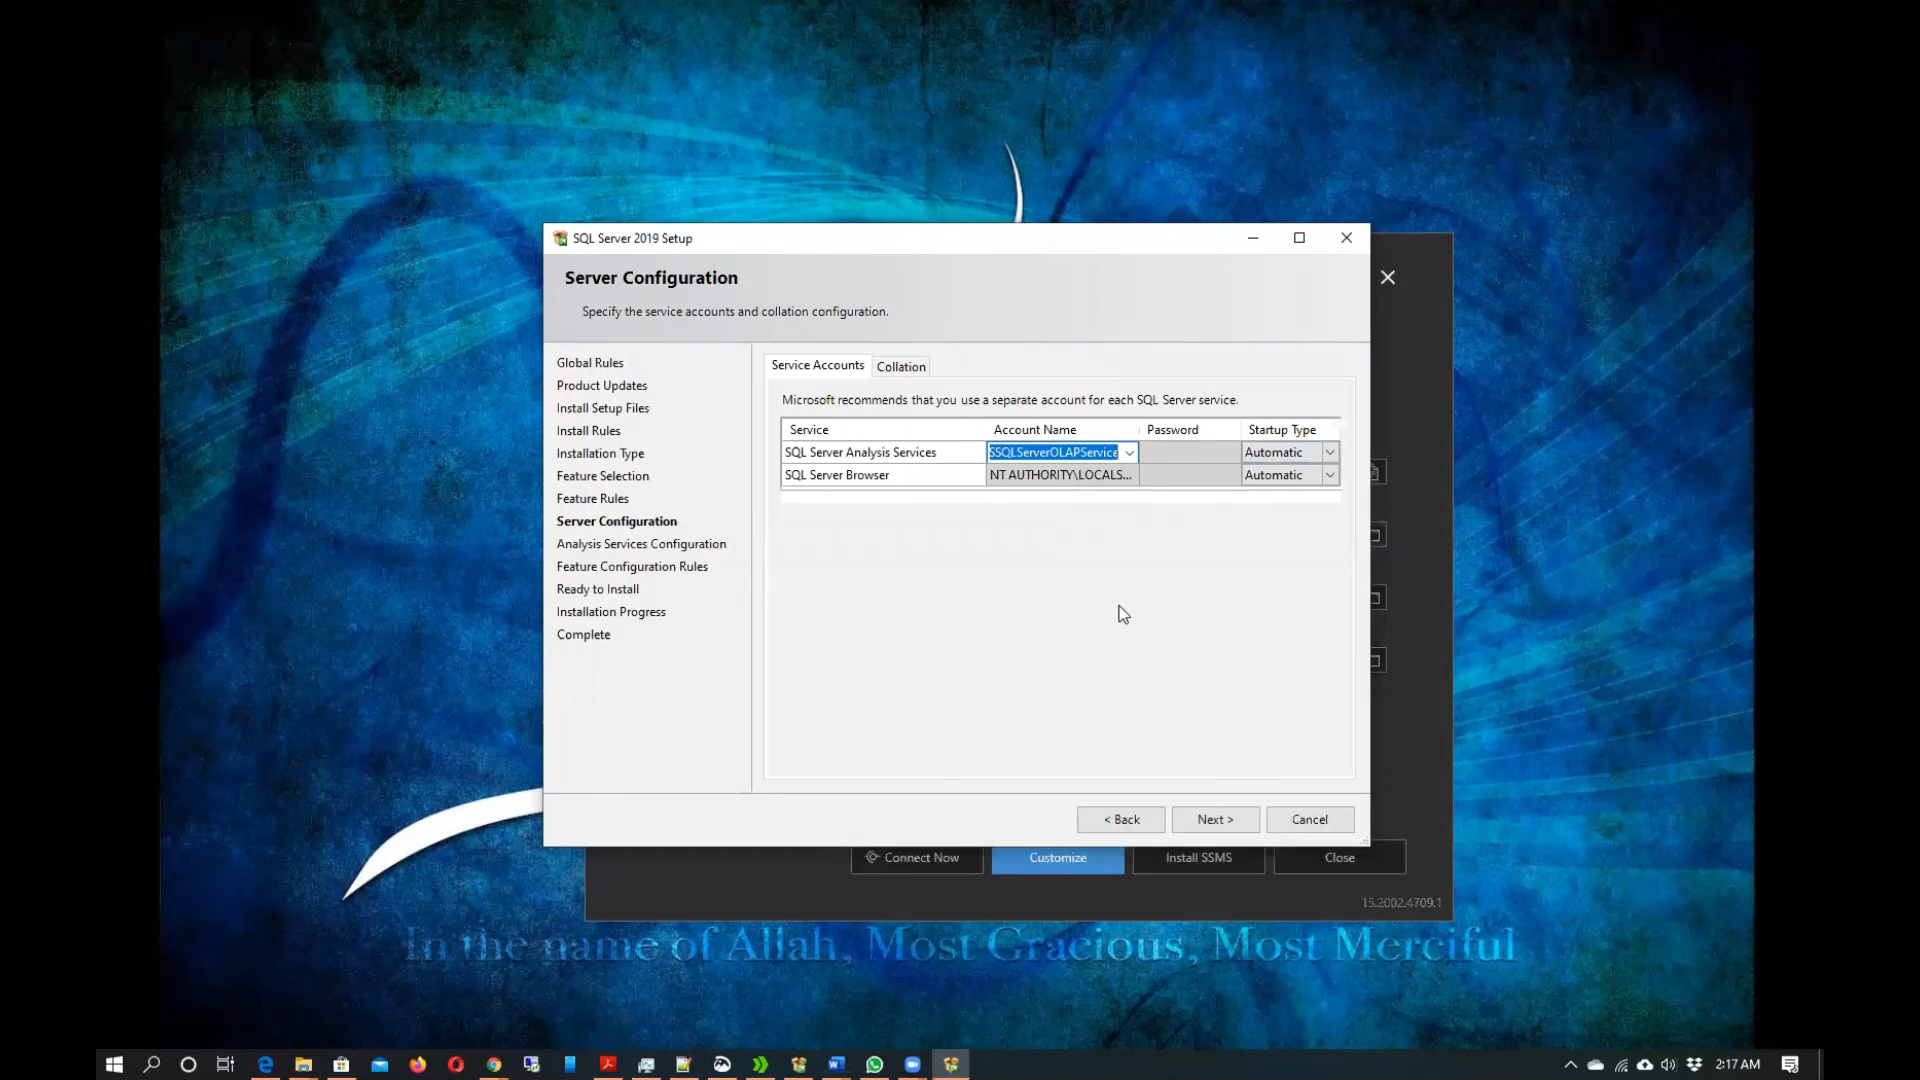 SQL Server 2019 Setup
Server Configuration
Specify the service accounts and collation configuration.
Global Rules
Product Updates
Install Setup Files
Install Rules
Installation Type
Feature Selection
Feature Rules
Server Configuration
Analysis Services Configuration
Feature Configuration Rules
Ready to Install
Installation Progress
Complete
Service Accounts Collation
Microsoft recommends that you use a separate account for each SQL Server service.
Service Account Name Password Startup Type
SQL Server Analysis Services SSQLServerOLAPService Automatic
SQL Server Browser NT AUTHORITY\LOCALS... Automatic
< Back Next > Cancel
Connect Now Customize Install SSMS Close
15.2002.4709.1
In the name of Allah, Most Gracious, Most Merciful
2:17 AM